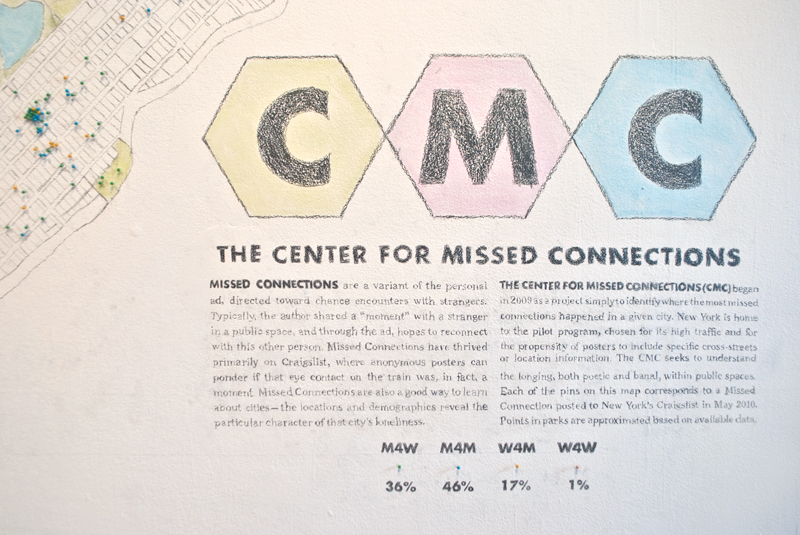 C M C
THE CENTER FOR MISSED CONNECTIONS
MISSED CONNECTIONS are a variant of the personal
ad, directed toward chance encounters with strangers.
Typically, the author shared a "moment" with a stranger
in a public space, and through the ad, hopes to reconnect
with this other person. Missed Connections have thrived
primarily on Craigslist, where anonymous posters can
ponder if that eye contact on the train was, in fact, a
moment. Missed Connections are also a good way to learn
about cities—the locations and demographics reveal the
particular character of that city's loneliness.
THE CENTER FOR MISSED CONNECTIONS (CMC) began
in 2009 as a project simply to identify where the most missed
connections happened in a given city. New York is home
to the pilot program, chosen for its high traffic and for
the propensity of posters to include specific cross-streets
or location information. The CMC seeks to understand
the longing, both poetic and banal, within public spaces.
Each of the pins on this map corresponds to a Missed
Connection posted to New York's Craigslist in May 2010.
Points in parks are approximated based on available data.
M4W M4M W4M W4W
36% 46% 17% 1%